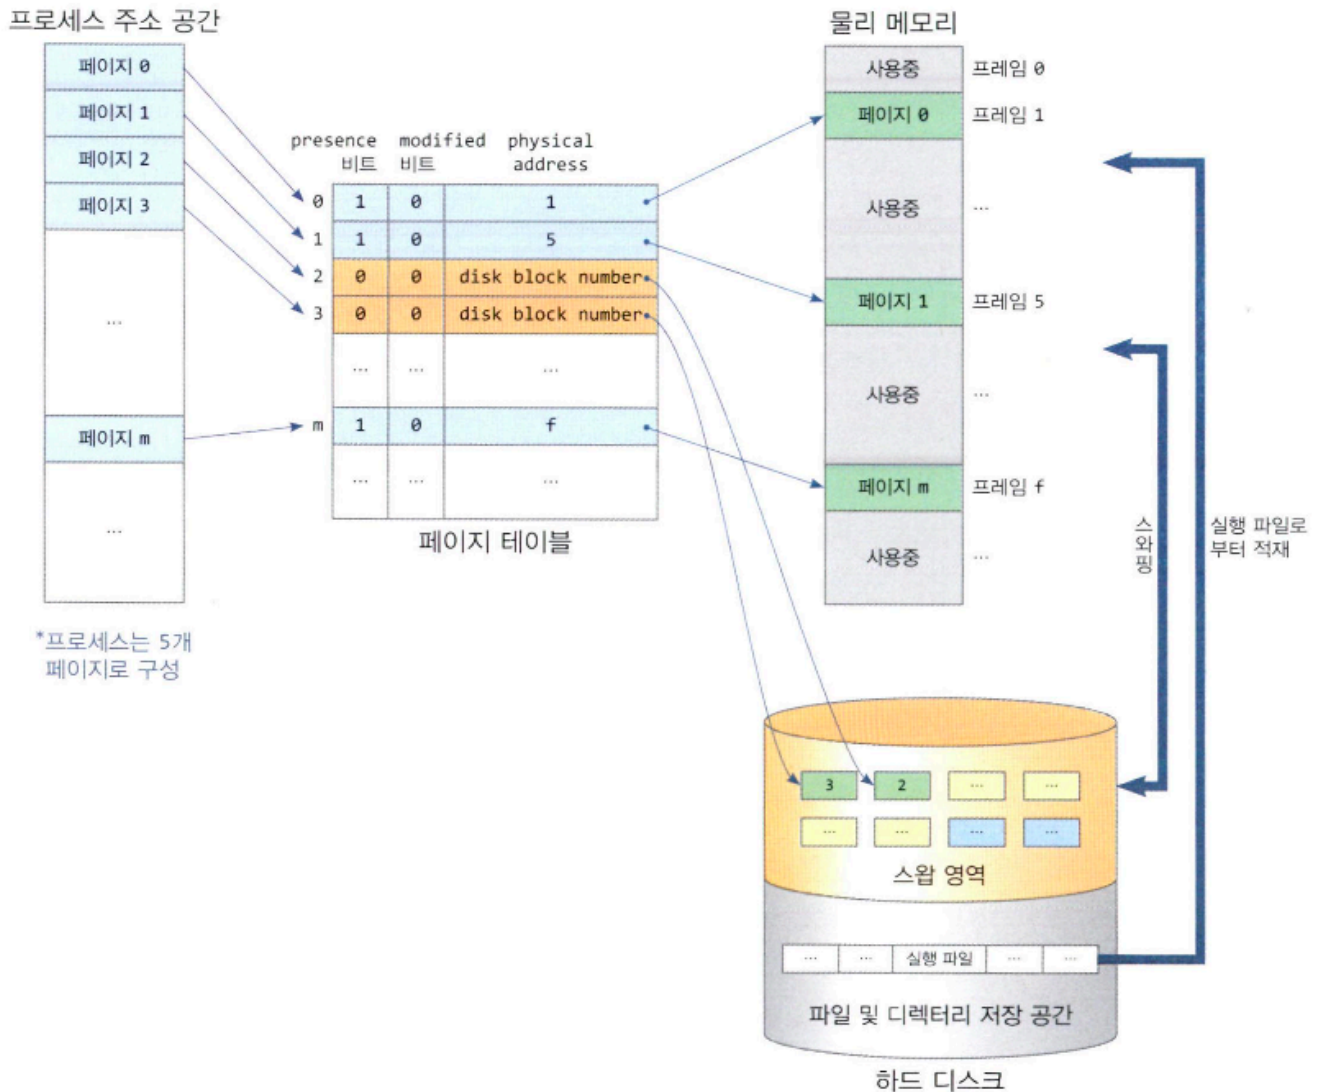 프로세스 주소 공간
페이지 0
페이지 1
페이지 2
페이지 3
...
페이지 m
...
*프로세스는 5개
페이지로 구성
presence 비트
modified 비트
physical address
0 1 0 1
1 1 0 5
2 0 0 disk block number
3 0 0 disk block number
... ... ...
m 1 0 f
... ... ...
페이지 테이블
물리 메모리
사용중 프레임 0
페이지 0 프레임 1
사용중 ...
페이지 1 프레임 5
사용중 ...
페이지 m 프레임 f
사용중 ...
스와핑
실행 파일로
부터 적재
3 2 ... ...
... ... ... ...
스왑 영역
... ... 실행 파일 ... ...
파일 및 디렉터리 저장 공간
하드 디스크